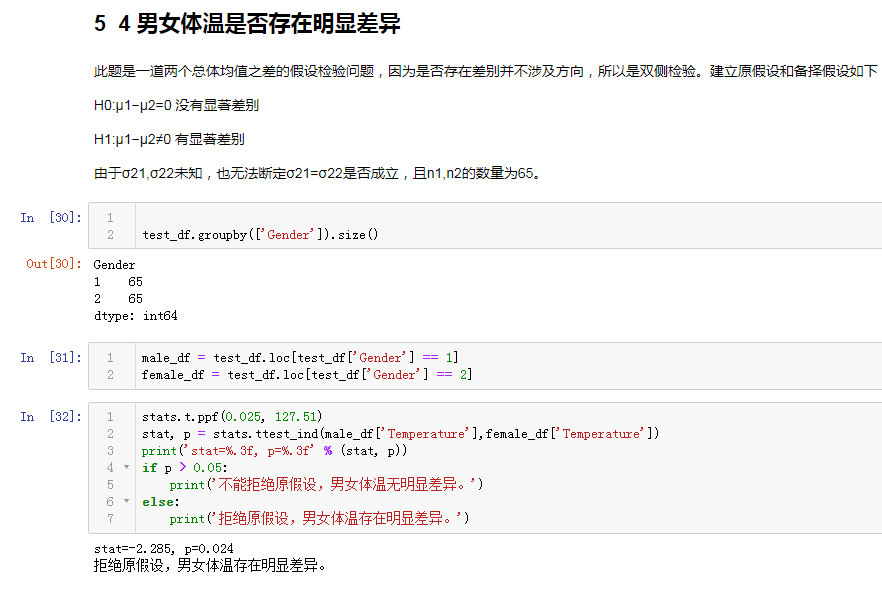 5 4 男女体温是否存在明显差异
此题是一道两个总体均值之差的假设检验问题，因为是否存在差别并不涉及方向，所以是双侧检验。建立原假设和备择假设如下
H0:μ1−μ2=0 没有显著差别
H1:μ1−μ2≠0 有显著差别
由于σ21,σ22未知，也无法断定σ21=σ22是否成立，且n1,n2的数量为65。
In [30]:
1
2 test_df.groupby(['Gender']).size()
Out[30]: Gender
1 65
2 65
dtype: int64
In [31]:
1 male_df = test_df.loc[test_df['Gender'] == 1]
2 female_df = test_df.loc[test_df['Gender'] == 2]
In [32]:
1 stats.t.ppf(0.025, 127.51)
2 stat, p = stats.ttest_ind(male_df['Temperature'],female_df['Temperature'])
3 print('stat=%.3f, p=%.3f' % (stat, p))
4 if p > 0.05:
5 print('不能拒绝原假设，男女体温无明显差异。')
6 else:
7 print('拒绝原假设，男女体温存在明显差异。')
stat=-2.285, p=0.024
拒绝原假设，男女体温存在明显差异。